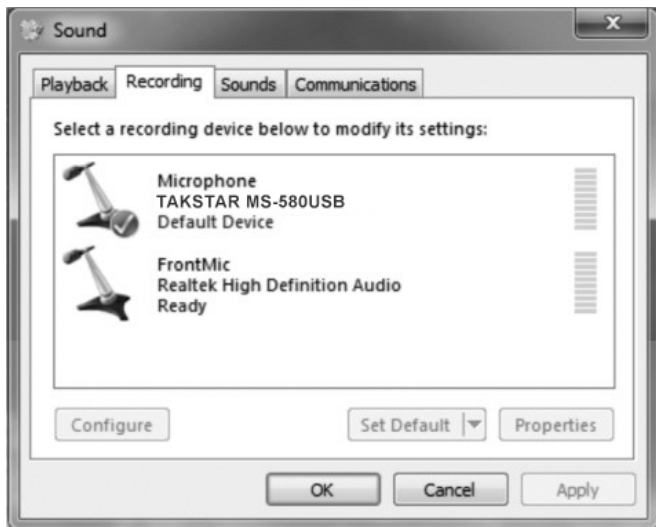 Sound
Playback Recording Sounds Communications
Select a recording device below to modify its settings:
Microphone
TAKSTAR MS-580USB
Default Device
FrontMic
Realtek High Definition Audio
Ready
Configure Set Default Properties
OK Cancel Apply